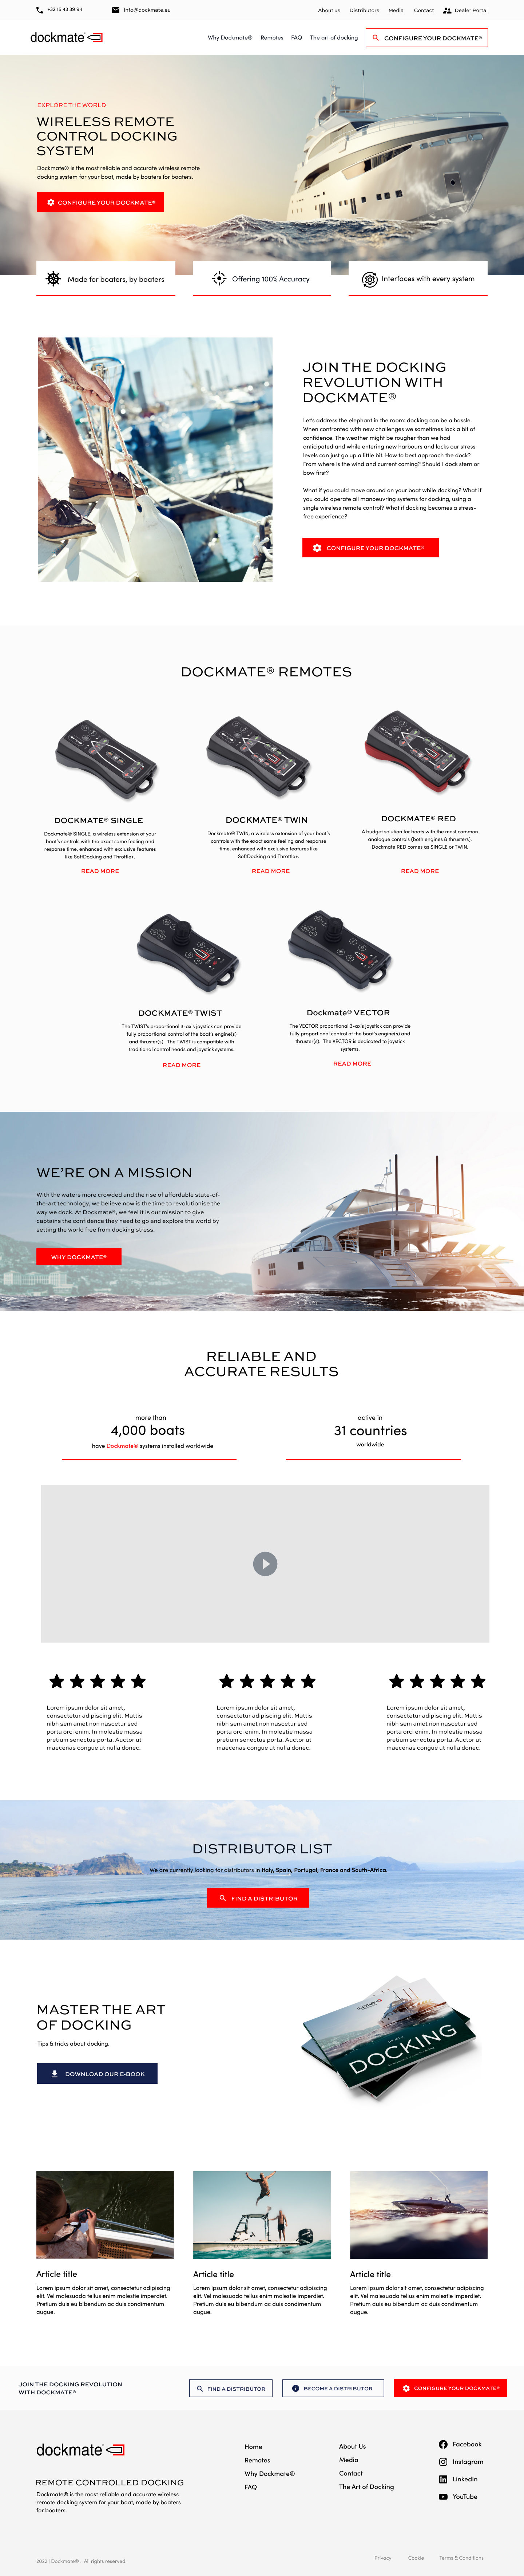 +32 15 43 39 94
Info@dockmate.eu
About us
Distributors
Media
Contact
Dealer Portal
dockmate®
Why Dockmate®
Remotes
FAQ
The art of docking
CONFIGURE YOUR DOCKMATE®
EXPLORE THE WORLD
WIRELESS REMOTE
CONTROL DOCKING
SYSTEM
Dockmate® is the most reliable and accurate wireless remote
docking system for your boat, made by boaters for boaters.
CONFIGURE YOUR DOCKMATE®
Made for boaters, by boaters
Offering 100% Accuracy
Interfaces with every system
JOIN THE DOCKING
REVOLUTION WITH
DOCKMATE®
Let's address the elephant in the room: docking can be a hassle.
When confronted with new challenges we sometimes lack a bit of
confidence. The weather might be rougher than we had
anticipated and while entering new harbours and locks our stress
levels can just go up a little bit. How to best approach the dock?
From where is the wind and current coming? Should I dock stern or
bow first?
What if you could move around on your boat while docking? What if
you could operate all manoeuvring systems for docking, using a
single wireless remote control? What if docking becomes a stress-
free experience?
CONFIGURE YOUR DOCKMATE®
DOCKMATE® REMOTES
DOCKMATE® SINGLE
Dockmate® SINGLE, a wireless extension of your
boat's controls with the exact same feeling and
response time, enhanced with exclusive features
like SoftDocking and Throttle+.
READ MORE
DOCKMATE® TWIN
Dockmate® TWIN, a wireless extension of your boat's
controls with the exact same feeling and response
time, enhanced with exclusive features like
SoftDocking and Throttle+.
READ MORE
DOCKMATE® RED
A budget solution for boats with the most common
analogue controls (both engines & thrusters).
Dockmate RED comes as SINGLE or TWIN.
READ MORE
DOCKMATE® TWIST
The TWIST's proportional 3-axis joystick can provide
fully proportional control of the boat's engine(s)
and thruster(s). The TWIST is compatible with
traditional control heads and joystick systems.
READ MORE
Dockmate® VECTOR
The VECTOR proportional 3-axis joystick can provide
fully proportional control of the boat's engine(s) and
thruster(s). The VECTOR is dedicated to joystick
systems.
READ MORE
WE'RE ON A MISSION
With the waters more crowded and the rise of affordable state-of-
the-art technology, we believe now is the time to revolutionise the
way we dock. At Dockmate®, we feel it is our mission to give
captains the confidence they need to go and explore the world by
setting the world free from docking stress.
WHY DOCKMATE®
RELIABLE AND
ACCURATE RESULTS
more than
4,000 boats
have Dockmate® systems installed worldwide
active in
31 countries
worldwide
Lorem ipsum dolor sit amet,
consectetur adipiscing elit. Mattis
nibh sem amet non nascetur sed
porta orci enim. In molestie massa
pretium senectus porta. Auctor ut
maecenas congue ut nulla donec.
Lorem ipsum dolor sit amet,
consectetur adipiscing elit. Mattis
nibh sem amet non nascetur sed
porta orci enim. In molestie massa
pretium senectus porta. Auctor ut
maecenas congue ut nulla donec.
Lorem ipsum dolor sit amet,
consectetur adipiscing elit. Mattis
nibh sem amet non nascetur sed
porta orci enim. In molestie massa
pretium senectus porta. Auctor ut
maecenas congue ut nulla donec.
DISTRIBUTOR LIST
We are currently looking for distributors in Italy, Spain, Portugal, France and South-Africa.
FIND A DISTRIBUTOR
MASTER THE ART
OF DOCKING
Tips & tricks about docking.
DOWNLOAD OUR E-BOOK
THE ART OF
DOCKING
Article title
Lorem ipsum dolor sit amet, consectetur adipiscing
elit. Vel malesuada tellus enim molestie imperdiet.
Pretium duis eu bibendum ac duis condimentum
augue.
Article title
Lorem ipsum dolor sit amet, consectetur adipiscing
elit. Vel malesuada tellus enim molestie imperdiet.
Pretium duis eu bibendum ac duis condimentum
augue.
Article title
Lorem ipsum dolor sit amet, consectetur adipiscing
elit. Vel malesuada tellus enim molestie imperdiet.
Pretium duis eu bibendum ac duis condimentum
augue.
JOIN THE DOCKING REVOLUTION
WITH DOCKMATE®
FIND A DISTRIBUTOR
BECOME A DISTRIBUTOR
CONFIGURE YOUR DOCKMATE®
dockmate®
REMOTE CONTROLLED DOCKING
Dockmate® is the most reliable and accurate wireless
remote docking system for your boat, made by boaters
for boaters.
Home
Remotes
Why Dockmate®
FAQ
About Us
Media
Contact
The Art of Docking
Facebook
Instagram
LinkedIn
YouTube
2022 | Dockmate® . All rights reserved.
Privacy
Cookie
Terms & Conditions